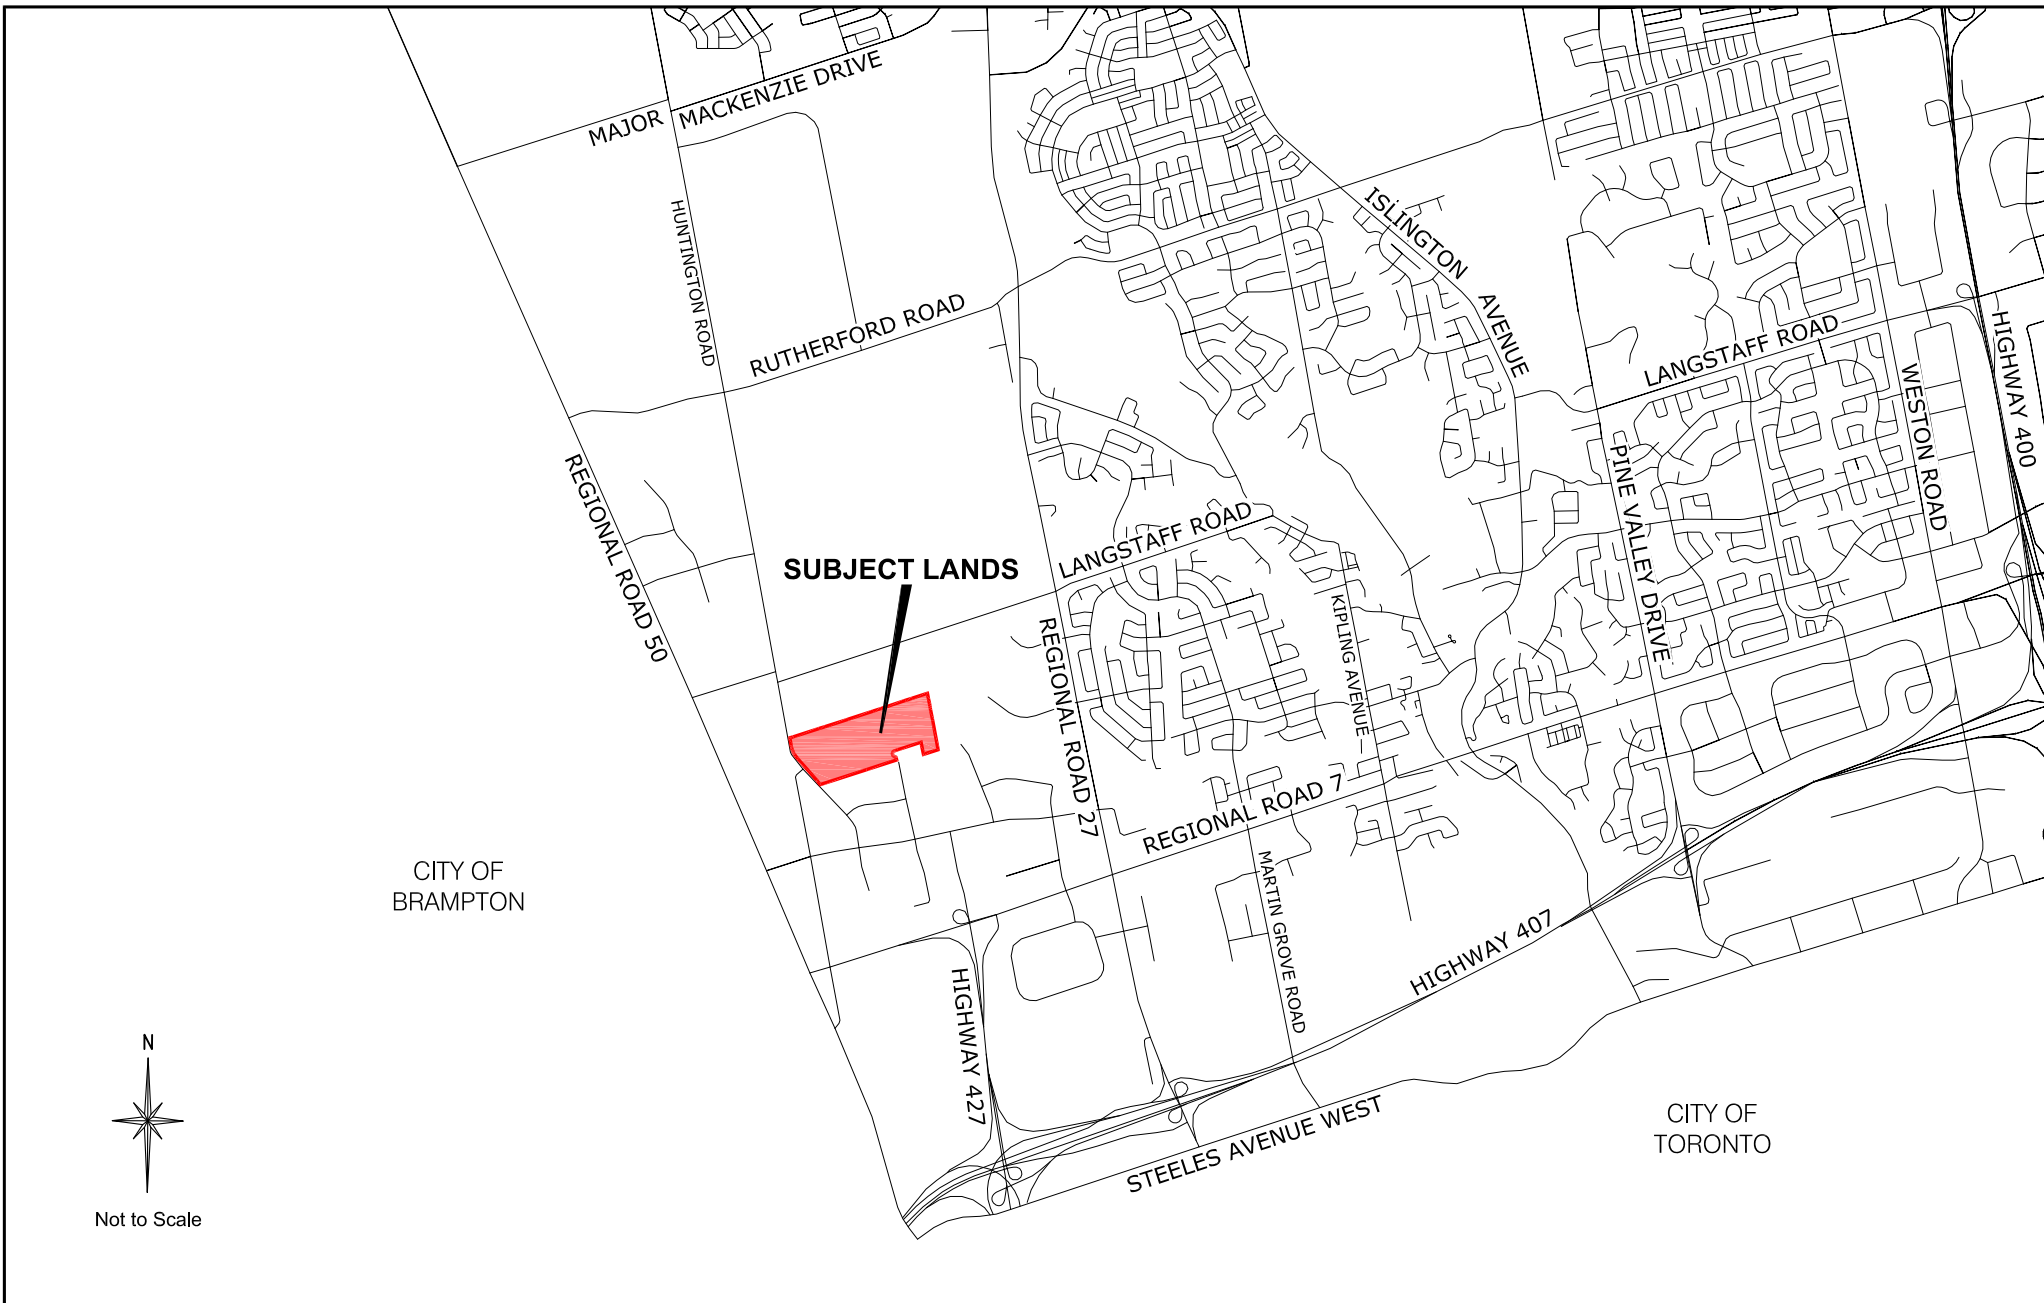 MAJOR MACKENZIE DRIVE
HUNTINGTON ROAD
ISLINGTON AVENUE
RUTHERFORD ROAD
LANGSTAFF ROAD
HIGHWAY 400
WESTON ROAD
REGIONAL ROAD 50
PINE VALLEY DRIVE
LANGSTAFF ROAD
SUBJECT LANDS
KIPLING AVENUE
REGIONAL ROAD 27
REGIONAL ROAD 7
MARTIN GROVE ROAD
CITY OF
BRAMPTON
HIGHWAY 407
HIGHWAY 427
N
Not to Scale
STEELES AVENUE WEST
CITY OF
TORONTO